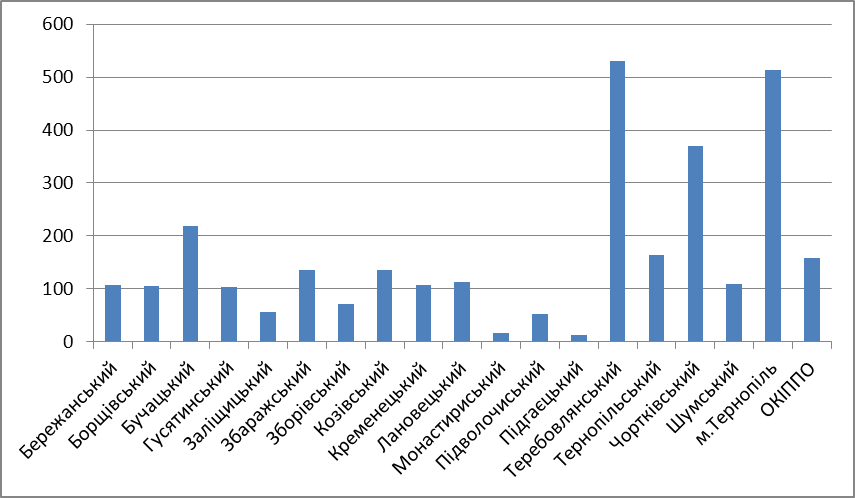 600
500
400
300
200
100
0
Бережанський
Борщівський
Бучацький
Гусятинський
Заліщицький
Збаражський
Зборівський
Козівський
Кременецький
Лановецький
Монастириський
Підволочиський
Підгаєцький
Теребовлянський
Тернопільський
Чортківський
Шумський
м.Тернопіль
ОКІППО